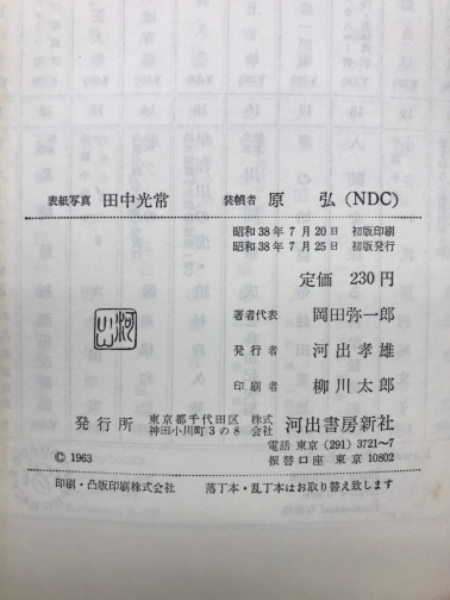 表紙写真 田中光常 装幀者 原 弘 (NDC)
昭和38年7月20日 初版印刷
昭和38年7月25日 初版発行
定価 230円
著者代表 岡田弥一郎
発行者 河出孝雄
印刷者 柳川太郎
河出
発行所 東京都千代田区神田小川町3の8 株式会社 河出書房新社
電話 東京 (291) 3721~7
振替口座 東京 10802
© 1963
印刷・凸版印刷株式会社 落丁本・乱丁本はお取り替え致します